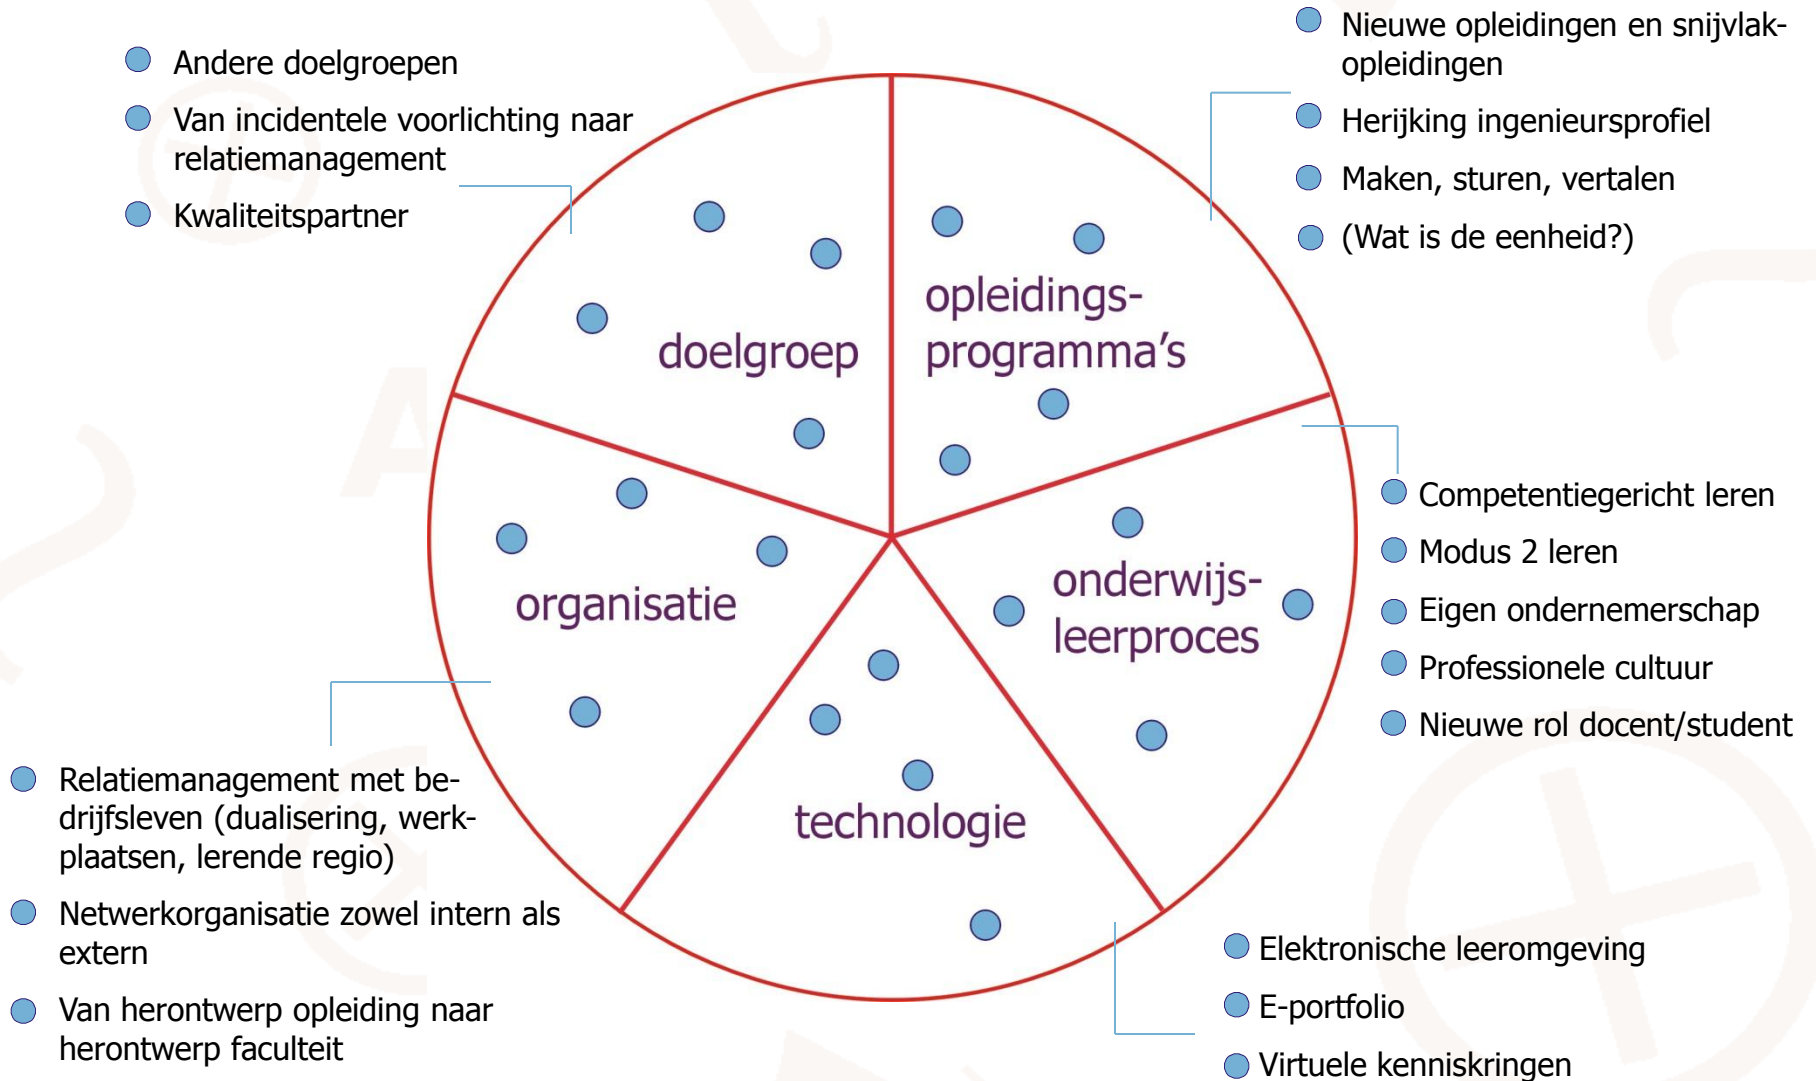 Andere doelgroepen
Van incidentele voorlichting naar
relatiemanagement
Kwaliteitspartner
Nieuwe opleidingen en snijvlak-
opleidingen
Herijking ingenieursprofiel
Maken, sturen, vertalen
(Wat is de eenheid?)
doelgroep
opleidings-
programma's
organisatie
onderwijs-
leerproces
technologie
Competentiegericht leren
Modus 2 leren
Eigen ondernemerschap
Professionele cultuur
Nieuwe rol docent/student
Relatiemanagement met be-
drijfsleven (dualisering, werk-
plaatsen, lerende regio)
Netwerkorganisatie zowel intern als
extern
Van herontwerp opleiding naar
herontwerp faculteit
Elektronische leeromgeving
E-portfolio
Virtuele kenniskringen